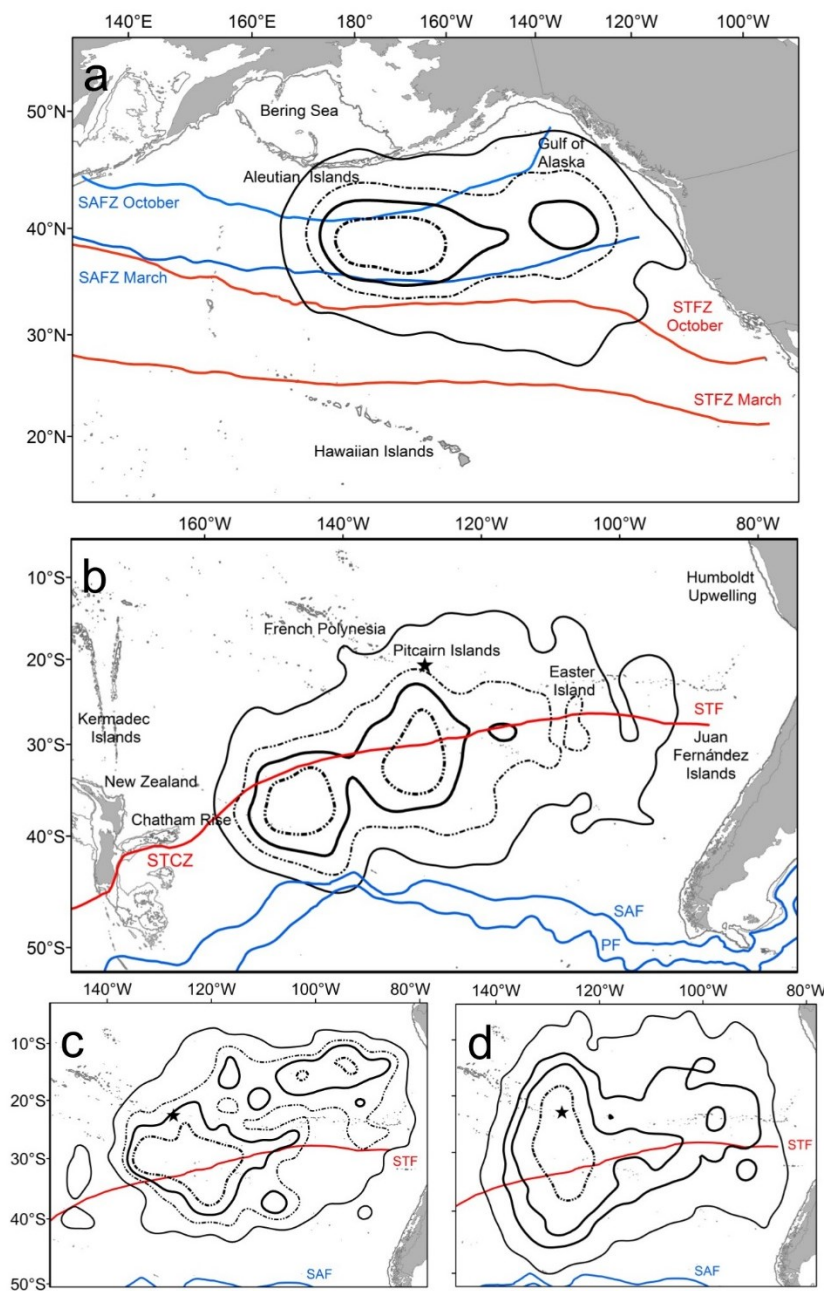 140°E 160°E 180° 160°W 140°W 120°W 100°W
a
50°N
Bering Sea
Gulf of
Alaska
Aleutian Islands
SAFZ October
40°N
SAFZ March
STFZ
October
30°N
STFZ March
20°N
Hawaiian Islands
160°W 140°W 120°W 100°W 80°W
b
10°S
Humboldt
Upwelling
French Polynesia
Pitcairn Islands
20°S
Easter
Island
STF
Kermadec
Islands
30°S
Juan
Fernández
Islands
New Zealand
Chatham Rise
40°S
STCZ
SAF
PF
50°S
140°W 120°W 100°W 80°W
c
10°S
20°S
30°S
STF
40°S
SAF
50°S
140°W 120°W 100°W 80°W
d
STF
SAF